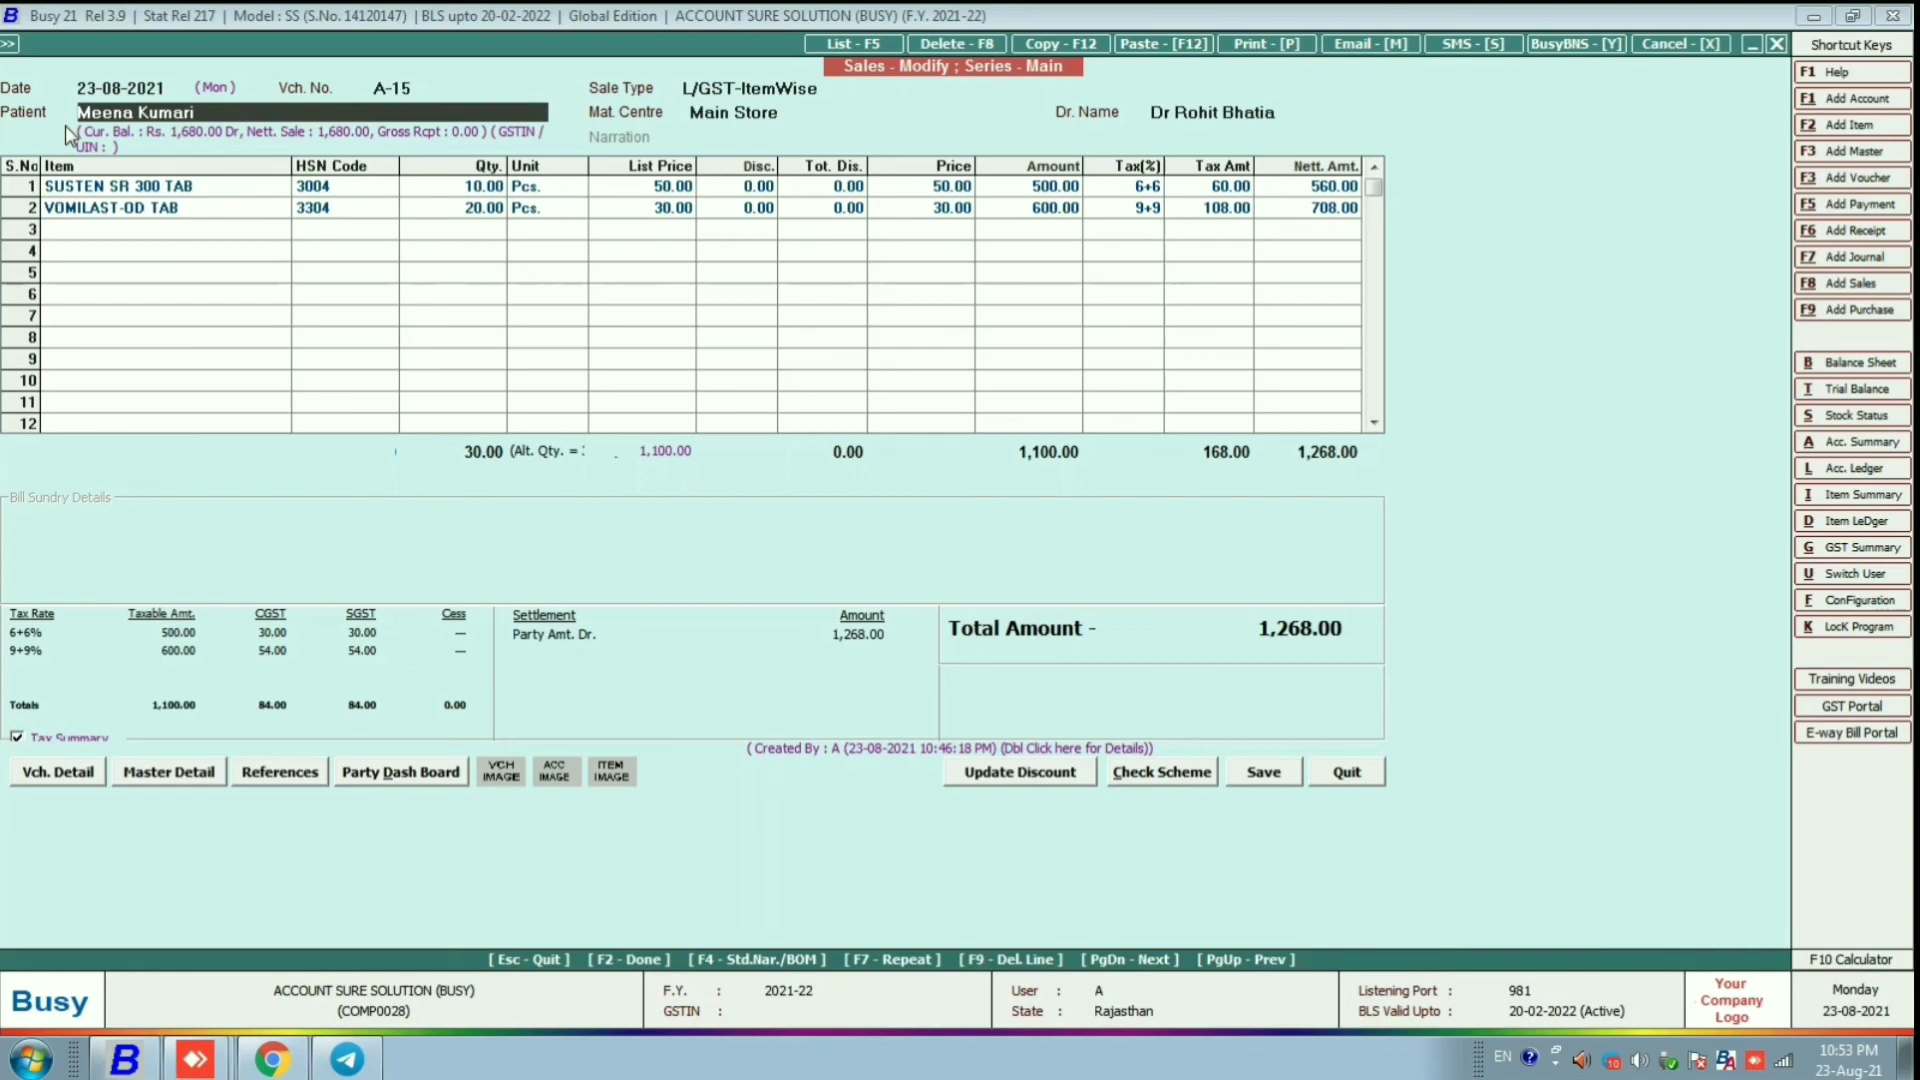 Busy 21 Rel 3.9 | Stat Rel 217 | Model : SS (S.No. 14120147) | BLS upto 20-02-2022 | Global Edition | ACCOUNT SURE SOLUTION (BUSY) (F.Y. 2021-22)
>> List - F5 Delete - F8 Copy - F12 Paste - [F12] Print - [P] Email - [M] SMS - [S] BusyBNS - [Y] Cancel - [X] Shortcut Keys
Sales - Modify ; Series - Main
Date 23-08-2021 (Mon) Vch. No. A-15 Sale Type L/GST-ItemWise
Patient Meena Kumari Mat. Centre Main Store Dr. Name Dr Rohit Bhatia
( Cur. Bal. : Rs. 1,680.00 Dr, Nett. Sale : 1,680.00, Gross Rcpt : 0.00 ) ( GSTIN /
UIN : )
Narration
S.No Item HSN Code Qty. Unit List Price Disc. Tot. Dis. Price Amount Tax(%) Tax Amt Nett. Amt.
1 SUSTEN SR 300 TAB 3004 10.00 Pcs. 50.00 0.00 0.00 50.00 500.00 6+6 60.00 560.00
2 VOMILAST-OD TAB 3304 20.00 Pcs. 30.00 0.00 0.00 30.00 600.00 9+9 108.00 708.00
3
4
5
6
7
8
9
10
11
12
30.00 (Alt. Qty. = 1,100.00 0.00 1,100.00 168.00 1,268.00
Bill Sundry Details
Tax Rate Taxable Amt. CGST SGST Cess
6+6% 500.00 30.00 30.00 ---
9+9% 600.00 54.00 54.00 ---
Totals 1,100.00 84.00 84.00 0.00
Tax Summary
Settlement Amount
Party Amt. Dr. 1,268.00
Total Amount - 1,268.00
( Created By : A (23-08-2021 10:46:18 PM) (Dbl Click here for Details))
Vch. Detail Master Detail References Party Dash Board VCH IMAGE ACC IMAGE ITEM IMAGE Update Discount Check Scheme Save Quit
F1 Help
F1 Add Account
F2 Add Item
F3 Add Master
F3 Add Voucher
F5 Add Payment
F6 Add Receipt
F7 Add Journal
F8 Add Sales
F9 Add Purchase
B Balance Sheet
T Trial Balance
S Stock Status
A Acc. Summary
L Acc. Ledger
I Item Summary
D Item LeDger
G GST Summary
U Switch User
F ConFiguration
K LocK Program
Training Videos
GST Portal
E-way Bill Portal
[ Esc - Quit ] [ F2 - Done ] [ F4 - Std.Nar./BOM ] [ F7 - Repeat ] [ F9 - Del. Line ] [ PgDn - Next ] [ PgUp - Prev ] F10 Calculator
Busy
ACCOUNT SURE SOLUTION (BUSY)
(COMP0028)
F.Y. : 2021-22
GSTIN :
User : A
State : Rajasthan
Listening Port : 981
BLS Valid Upto : 20-02-2022 (Active)
Your
Company
Logo
Monday
23-08-2021
B EN 10:53 PM
23-Aug-21